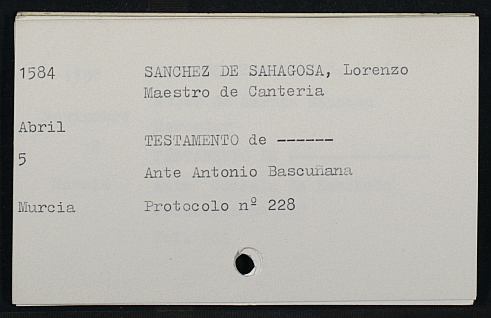 1584 SANCHEZ DE SAHAGOSA, Lorenzo
Maestro de Canteria
Abril
TESTAMENTO de ------
5
Ante Antonio Bascuñana
Murcia Protocolo nº 228